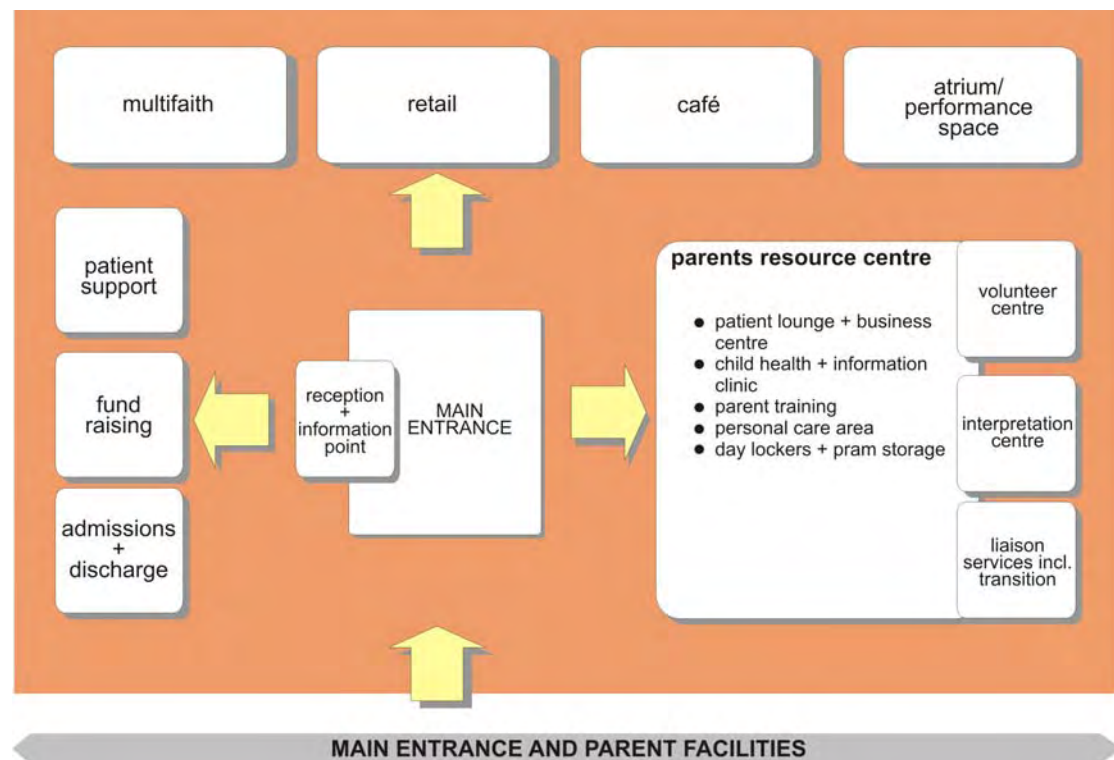 multifaith
retail
café
atrium/
performance
space
patient
support
fund
raising
admissions
+
discharge
reception
+
information
point
MAIN
ENTRANCE
parents resource centre
● patient lounge + business
centre
● child health + information
clinic
● parent training
● personal care area
● day lockers + pram storage
volunteer
centre
interpretation
centre
liaison
services incl.
transition
MAIN ENTRANCE AND PARENT FACILITIES